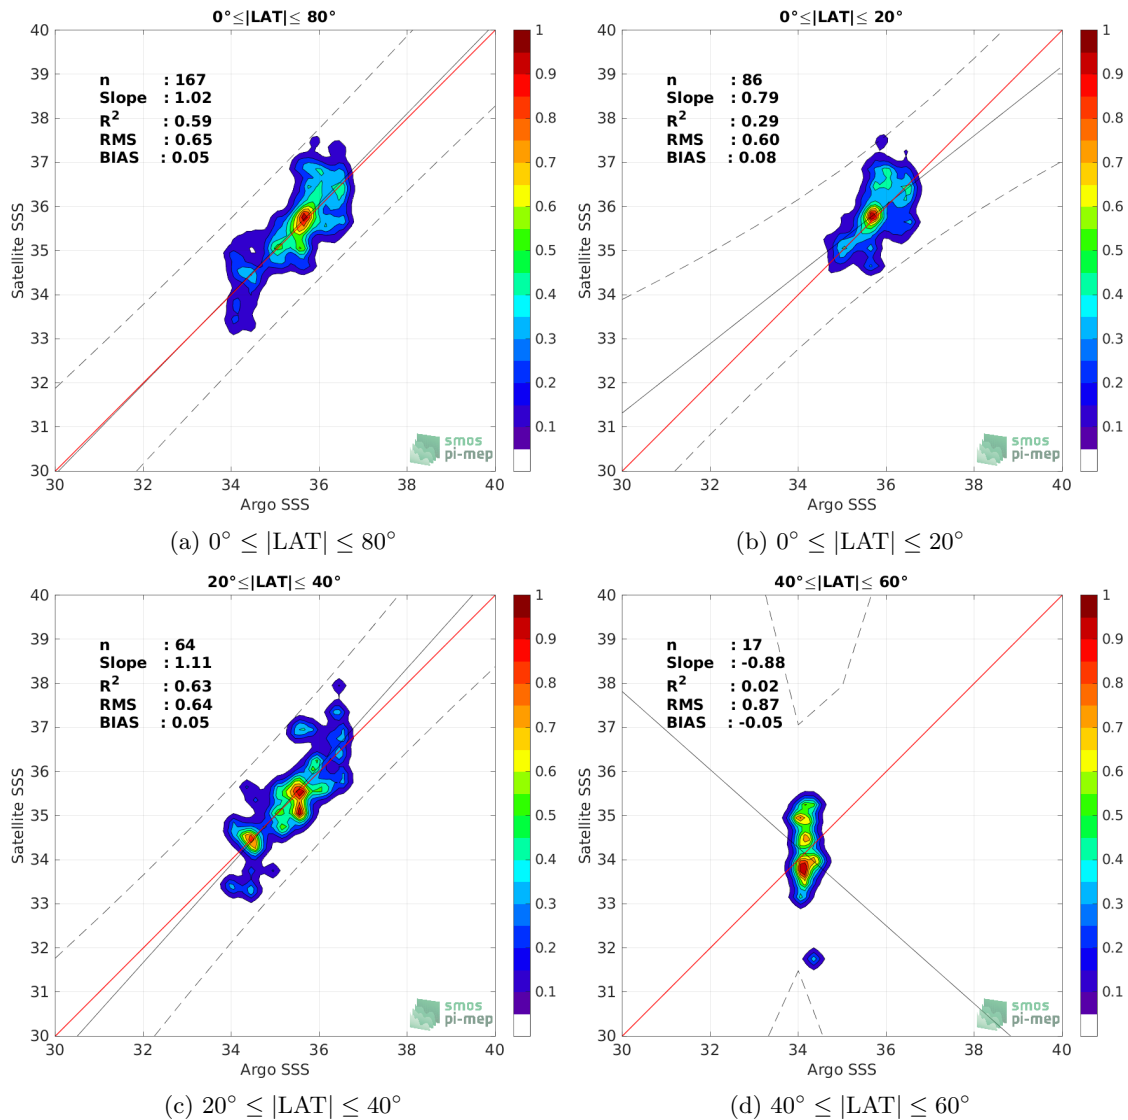 0°≤|LAT|≤ 80°
40
39
38
37
36
35
34
33
32
31
30
Satellite SSS
n : 167
Slope : 1.02
R² : 0.59
RMS : 0.65
BIAS : 0.05
smos
pi-mep
30 32 34 36 38 40
Argo SSS
1
0.9
0.8
0.7
0.6
0.5
0.4
0.3
0.2
0.1
(a) 0° ≤ |LAT| ≤ 80°
0°≤|LAT|≤ 20°
40
39
38
37
36
35
34
33
32
31
30
Satellite SSS
n : 86
Slope : 0.79
R² : 0.29
RMS : 0.60
BIAS : 0.08
smos
pi-mep
30 32 34 36 38 40
Argo SSS
1
0.9
0.8
0.7
0.6
0.5
0.4
0.3
0.2
0.1
(b) 0° ≤ |LAT| ≤ 20°
20°≤|LAT|≤ 40°
40
39
38
37
36
35
34
33
32
31
30
Satellite SSS
n : 64
Slope : 1.11
R² : 0.63
RMS : 0.64
BIAS : 0.05
smos
pi-mep
30 32 34 36 38 40
Argo SSS
1
0.9
0.8
0.7
0.6
0.5
0.4
0.3
0.2
0.1
(c) 20° ≤ |LAT| ≤ 40°
40°≤|LAT|≤ 60°
40
39
38
37
36
35
34
33
32
31
30
Satellite SSS
n : 17
Slope : -0.88
R² : 0.02
RMS : 0.87
BIAS : -0.05
smos
pi-mep
30 32 34 36 38 40
Argo SSS
1
0.9
0.8
0.7
0.6
0.5
0.4
0.3
0.2
0.1
(d) 40° ≤ |LAT| ≤ 60°